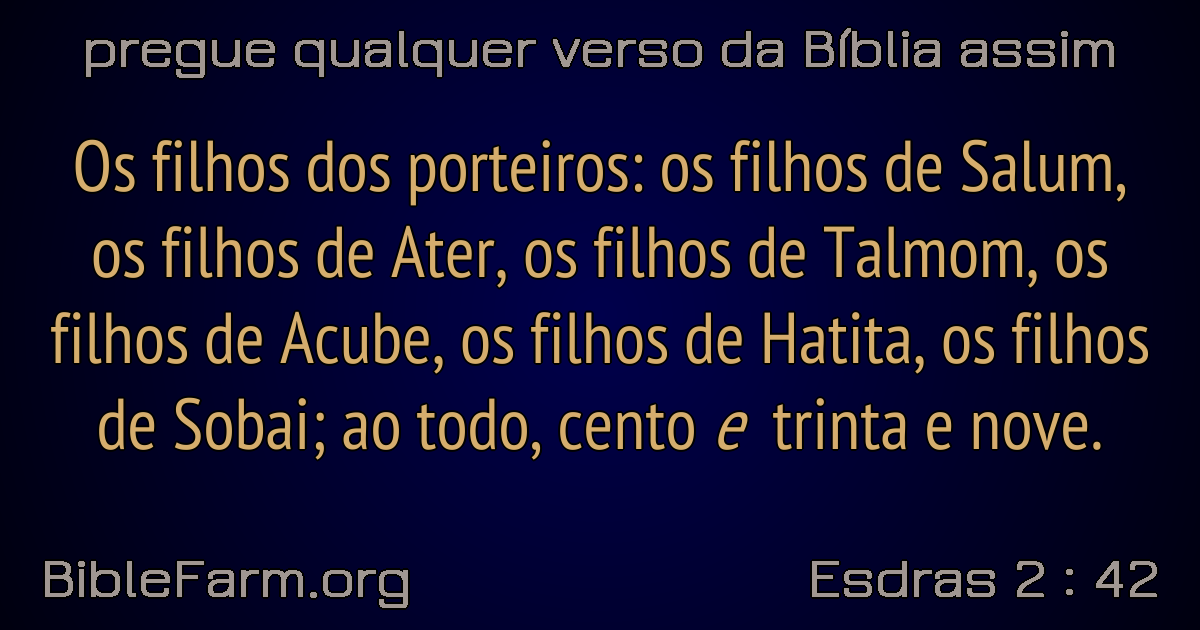 pregue qualquer verso da Bíblia assim
Os filhos dos porteiros: os filhos de Salum,
os filhos de Ater, os filhos de Talmom, os
filhos de Acube, os filhos de Hatita, os filhos
de Sobai; ao todo, cento e trinta e nove.
BibleFarm.org
Esdras 2 : 42